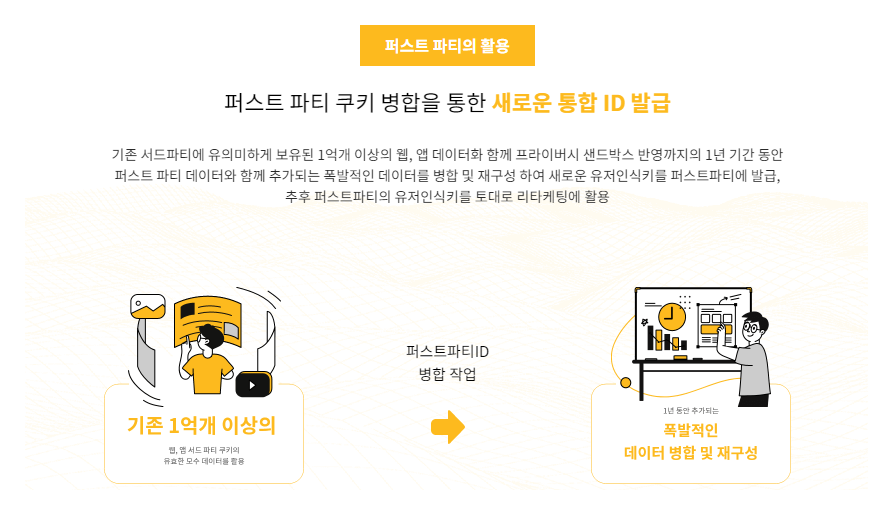 퍼스트 파티의 활용
퍼스트 파티 쿠키 병합을 통한 새로운 통합 ID 발급
기존 서드파티에 유의미하게 보유된 1억개 이상의 웹, 앱 데이터화 함께 프라이버시 샌드박스 반영까지의 1년 기간 동안
퍼스트 파티 데이터와 함께 추가되는 폭발적인 데이터를 병합 및 재구성 하여 새로운 유저인식키를 퍼스트파티에 발급,
추후 퍼스트파티의 유저인식키를 토대로 리타케팅에 활용
퍼스트파티ID
병합 작업
기존 1억개 이상의
웹, 앱 서드 파티 쿠키의
유효한 모수 데이터를 활용
1년 동안 추가되는
폭발적인
데이터 병합 및 재구성